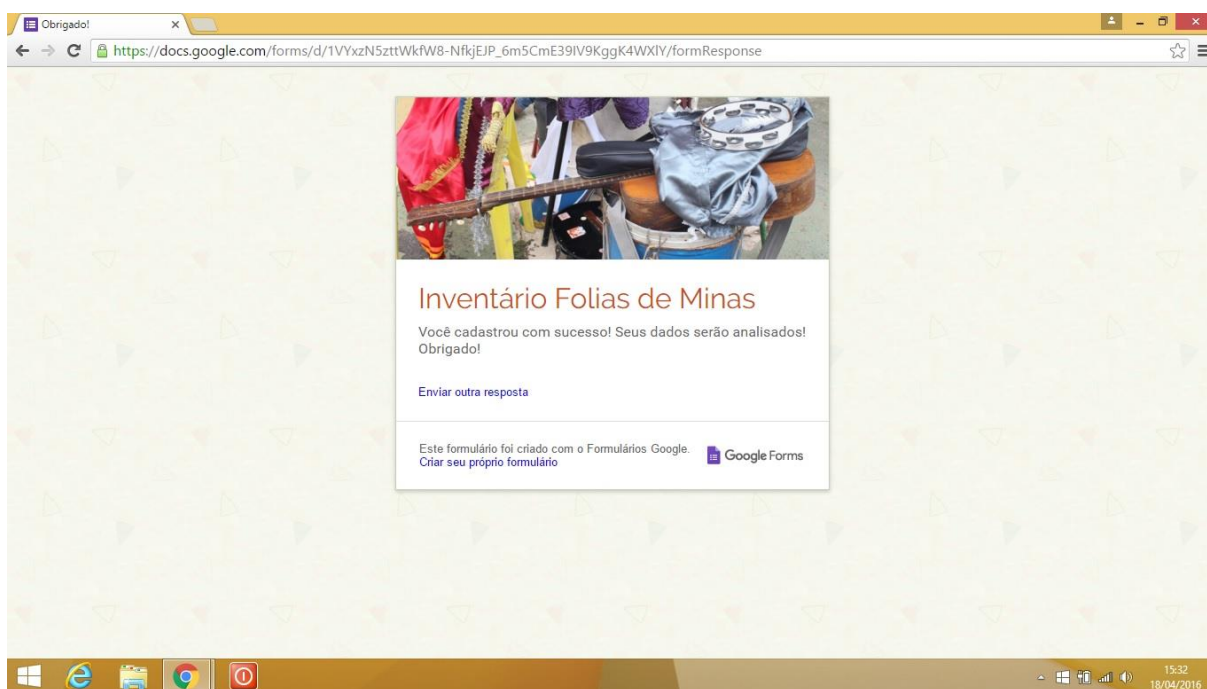 Obrigado!
https://docs.google.com/forms/d/1VYxzN5zttWkfW8-NfkjEJP_6m5CmE39IV9KggK4WXlY/formResponse
Inventário Folias de Minas
Você cadastrou com sucesso! Seus dados serão analisados!
Obrigado!
Enviar outra resposta
Este formulário foi criado com o Formulários Google.
Criar seu próprio formulário
Google Forms
15:32
18/04/2016